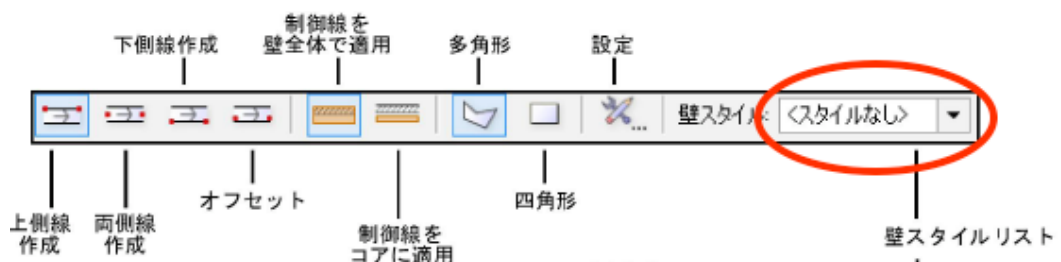 制御線を
壁全体で適用
下側線作成
多角形
設定
壁スタイル:
<スタイルなし>
オフセット
四角形
上側線
作成
両側線
作成
制御線を
コアに適用
壁スタイルリスト